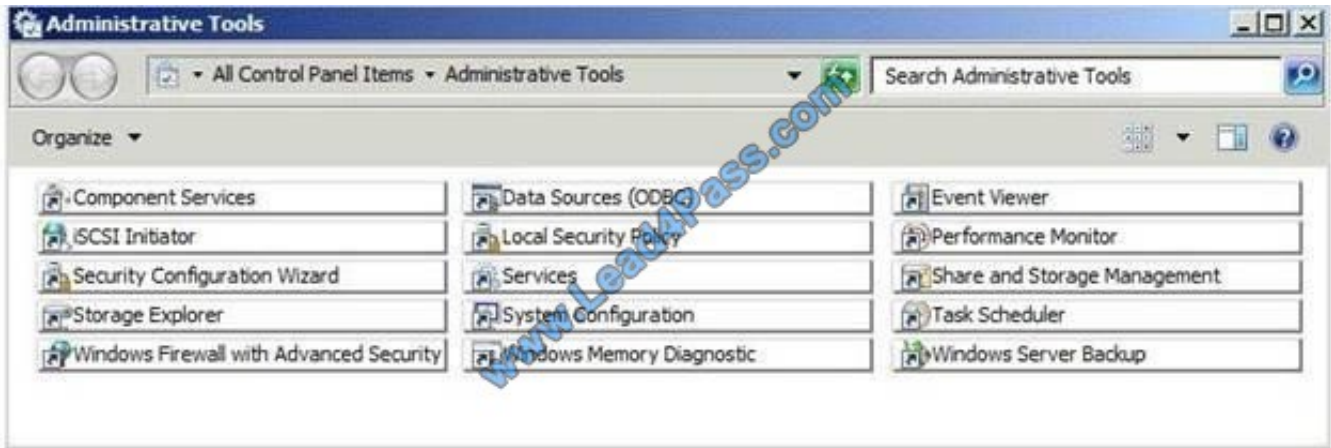 Administrative Tools
All Control Panel Items Administrative Tools
Search Administrative Tools
Organize
Component Services
Data Sources (ODBC)
Event Viewer
iSCSI Initiator
Local Security Policy
Performance Monitor
Security Configuration Wizard
Services
Share and Storage Management
Storage Explorer
System Configuration
Task Scheduler
Windows Firewall with Advanced Security
Windows Memory Diagnostic
Windows Server Backup
www.Lead4Pass.com